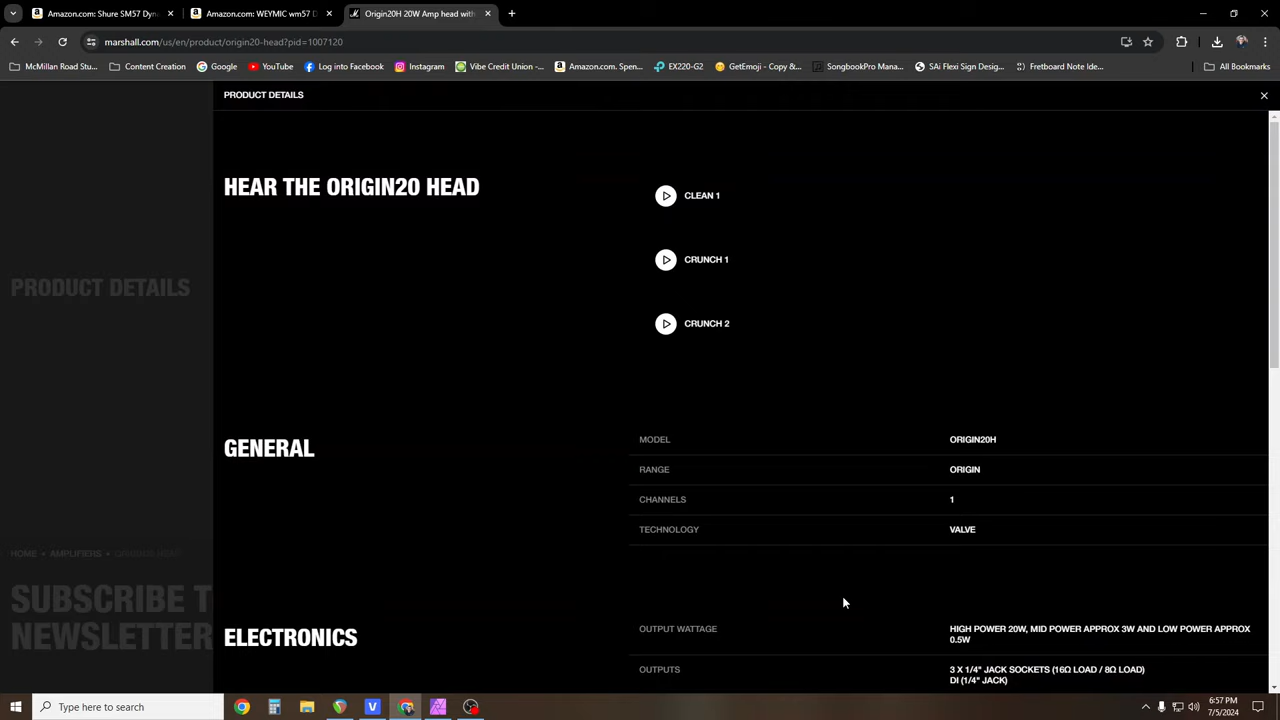 Amazon.com: Shure SM57 Dyn
Amazon.com: WEYMIC wm57 D
Origin20H 20W Amp head with
marshall.com/us/en/product/origin20-head?pid=1007120
McMillan Road Stu...
Content Creation
Google
YouTube
Log into Facebook
Instagram
Vibe Credit Union -...
Amazon.com. Spen...
EX220-G2
GetEmoji - Copy &...
SongbookPro Mana...
SAi Flexi Sign Design...
Fretboard Note Ide...
All Bookmarks
PRODUCT DETAILS
HEAR THE ORIGIN20 HEAD
CLEAN 1
CRUNCH 1
PRODUCT DETAILS
CRUNCH 2
GENERAL
MODEL ORIGIN20H
RANGE ORIGIN
CHANNELS 1
TECHNOLOGY VALVE
HOME • AMPLIFIERS • ORIGIN20 HEAD
SUBSCRIBE T
NEWSLETTER
ELECTRONICS
OUTPUT WATTAGE HIGH POWER 20W, MID POWER APPROX 3W AND LOW POWER APPROX
0.5W
OUTPUTS 3 X 1/4" JACK SOCKETS (16Ω LOAD / 8Ω LOAD)
DI (1/4" JACK)
Type here to search
6:57 PM
7/5/2024